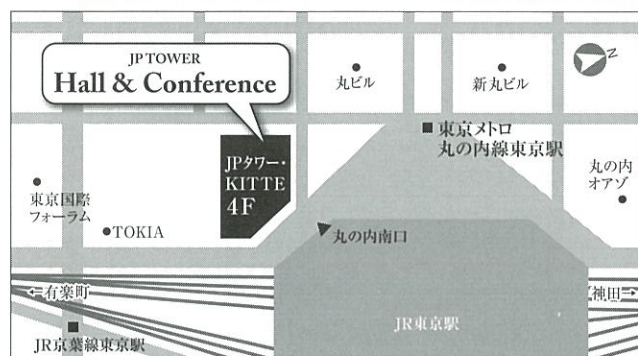 JP TOWER
Hall & Conference
丸ビル
新丸ビル
N
東京メトロ
丸の内線東京駅
JPタワー・
KITTE
4F
丸の内
オアゾ
東京国際
フォーラム
TOKIA
丸の内南口
←有楽町
神田→
JR東京駅
JR京葉線東京駅